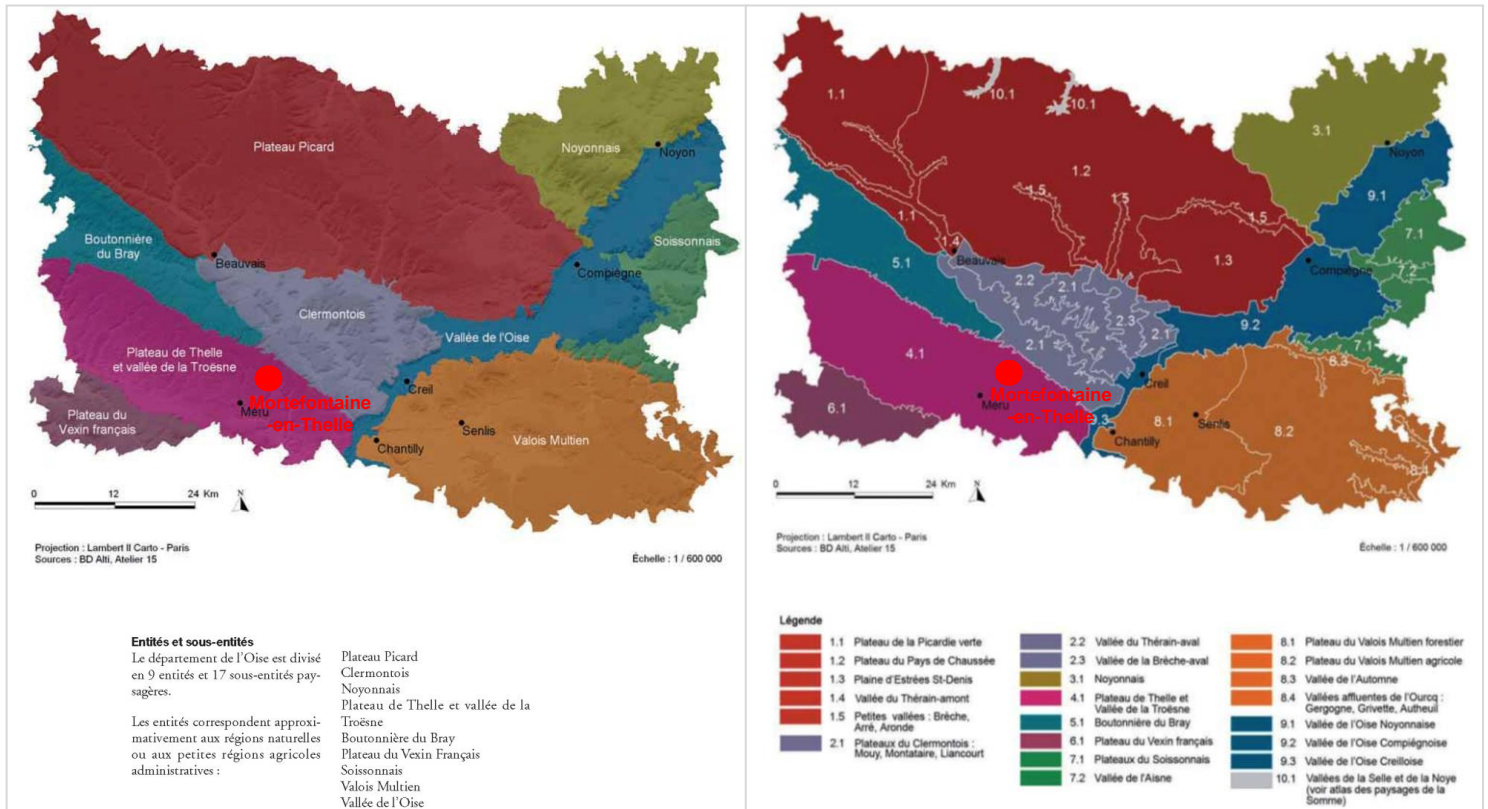 Plateau Picard
Noyonnais
Noyon
Boutonnière
du Bray
Soissonnais
Beauvais
Compiègne
Clermontois
Vallée de l'Oise
Plateau de Thelle
et vallée de la Troësne
Creil
Méru
Mortefontaine
-en-Thelle
Plateau du
Vexin français
Senlis
Valois Multien
Chantilly
0 12 24 Km
N
Projection : Lambert II Carto - Paris
Sources : BD Alti, Atelier 15
Échelle : 1 / 600 000
Entités et sous-entités
Le département de l'Oise est divisé
en 9 entités et 17 sous-entités pay-
sagères.
Les entités correspondent approxi-
mativement aux régions naturelles
ou aux petites régions agricoles
administratives :
Plateau Picard
Clermontois
Noyonnais
Plateau de Thelle et vallée de la
Troësne
Boutonnière du Bray
Plateau du Vexin Français
Soissonnais
Valois Multien
Vallée de l'Oise
1.1
10.1
10.1
3.1
Noyon
1.2
1.5
1.5
9.1
1.1
1.5
7.1
1.4
Beauvais
5.1
1.3
Compiègne
7.2
2.2
2.1
2.3
2.1
9.2
2.1
7.1
4.1
8.3
Creil
Méru
Mortefontaine
-en-Thelle
6.1
9.3
8.1
Senlis
8.2
Chantilly
8.4
0 12 24 Km
N
Projection : Lambert II Carto - Paris
Sources : BD Alti, Atelier 15
Échelle : 1 / 600 000
Légende
1.1 Plateau de la Picardie verte
1.2 Plateau du Pays de Chaussée
1.3 Plaine d'Estrées St-Denis
1.4 Vallée du Thérain-amont
1.5 Petites vallées : Brèche,
Arré, Aronde
2.1 Plateaux du Clermontois :
Mouy, Montataire, Liancourt
2.2 Vallée du Thérain-aval
2.3 Vallée de la Brèche-aval
3.1 Noyonnais
4.1 Plateau de Thelle et
Vallée de la Troësne
5.1 Boutonnière du Bray
6.1 Plateau du Vexin français
7.1 Plateaux du Soissonnais
7.2 Vallée de l'Aisne
8.1 Plateau du Valois Multien forestier
8.2 Plateau du Valois Multien agricole
8.3 Vallée de l'Automne
8.4 Vallées affluentes de l'Ourcq :
Gergogne, Grivette, Autheuil
9.1 Vallée de l'Oise Noyonnaise
9.2 Vallée de l'Oise Compiégnoise
9.3 Vallée de l'Oise Creilloise
10.1 Vallées de la Selle et de la Noye
(voir atlas des paysages de la
Somme)